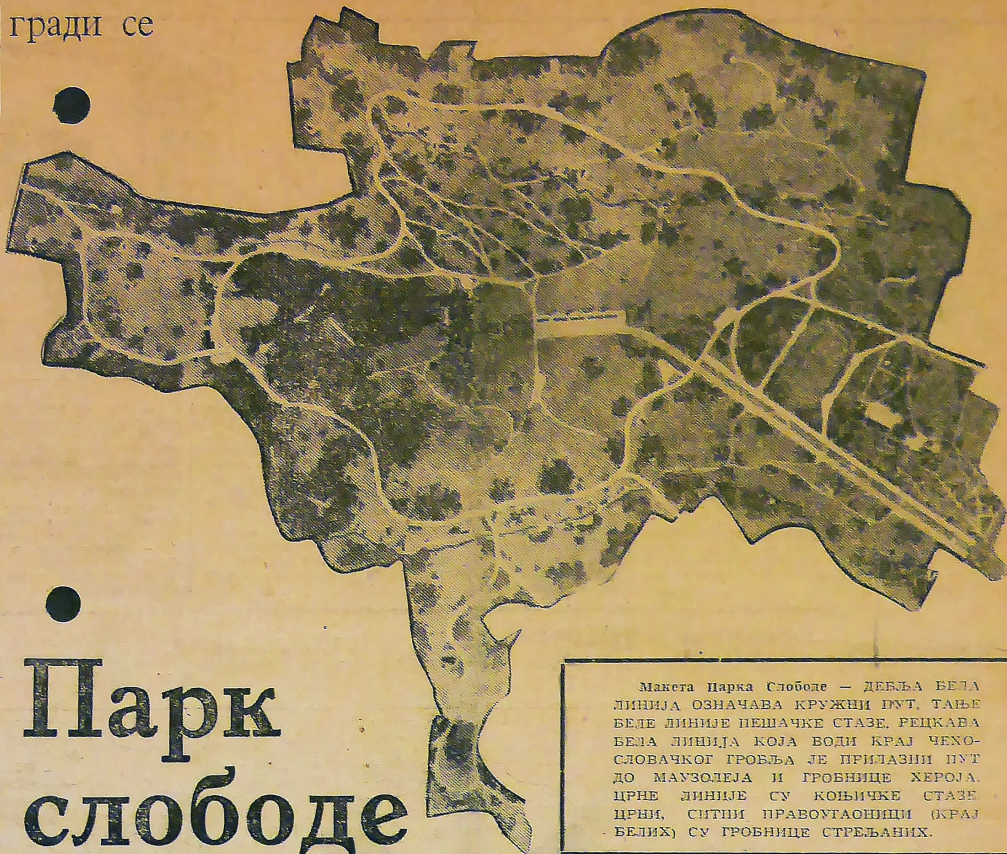 гради се
Парк
слободе
Макета Парка Слободе — ДЕБЉА БЕЛА
ЛИНИЈА ОЗНАЧАВА КРУЖНИ ПУТ, ТАЊЕ
БЕЛЕ ЛИНИЈЕ ПЕШАЧКЕ СТАЗЕ, РЕЦКАВА
БЕЛА ЛИНИЈА КОЈА ВОДИ КРАЈ ЧЕХО-
СЛОВАЧКОГ ГРОБЉА ЈЕ ПРИЛАЗНИ ПУТ
ДО МАУЗОЛЕЈА И ГРОБНИЦЕ ХЕРОЈА.
ЦРНЕ ЛИНИЈЕ СУ КОЊИЧКЕ СТАЗЕ
ЦРНИ, СИТНИ ПРАВОУГАОНИЦИ (КРАЈ
БЕЛИХ) СУ ГРОБНИЦЕ СТРЕЉАНИХ.